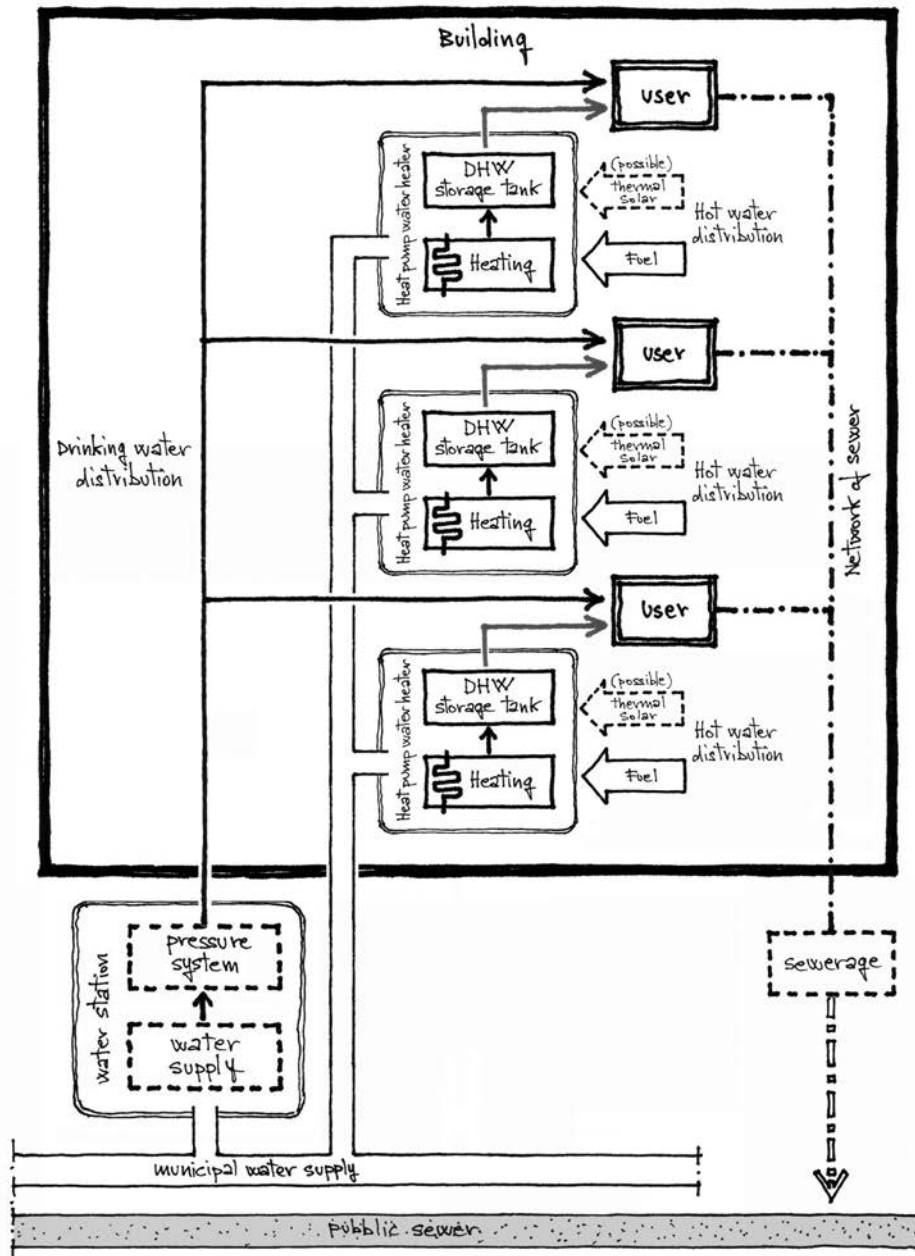 Building
user
DHW
storage tank
Heat pump water heater
Heating
(possible)
thermal
solar
Hot water
distribution
Fuel
user
DHW
storage tank
Heat pump water heater
Heating
(possible)
thermal
solar
Hot water
distribution
Fuel
Drinking water
distribution
Network of sewer
user
DHW
storage tank
Heat pump water heater
Heating
(possible)
thermal
solar
Hot water
distribution
Fuel
pressure
system
water station
water
supply
sewerage
municipal water supply
pubblic sewer